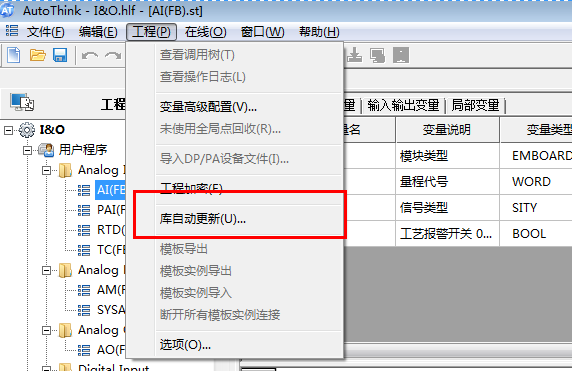 AutoThink - I&O.hlf - [AI(FB).st]
文件(F) 编辑(E) 工程(P) 在线(O) 窗口(W) 帮助(H)
查看调用树(T)
查看操作日志(L)
变量高级配置(V)...
未使用全局点回收(R)...
导入DP/PA设备文件(I)...
工程加密(E)
库自动更新(U)...
模板导出
模板实例导出
模板实例导入
断开所有模板实例连接
选项(O)...
工程
I&O
用户程序
Analog I
AI(FB
PAI(F
RTD(
TC(FB
Analog
AM(F
SYSA
Analog
AO(F
Digital Input
量 输入输出变量 局部变量
量名 变量说明 变量类型
模块类型 EMBOARD
量程代号 WORD
信号类型 SITY
工艺报警开关 0... BOOL